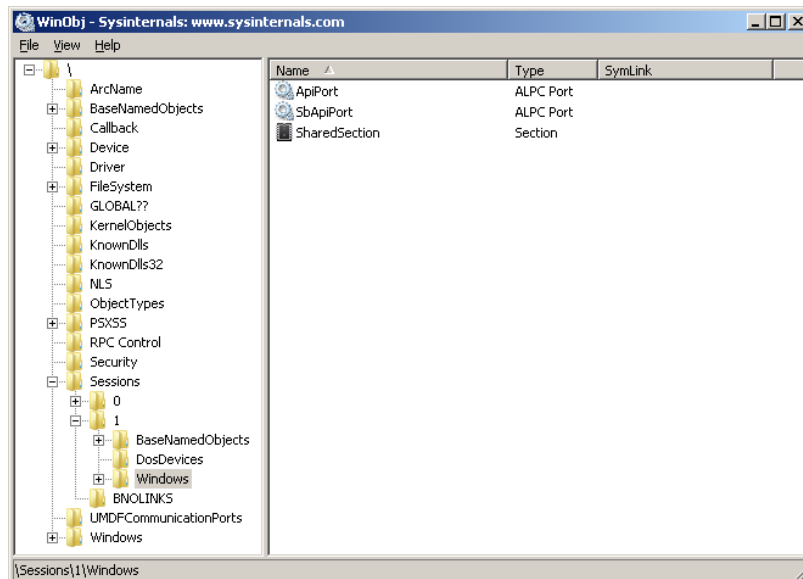 WinObj - Sysinternals: www.sysinternals.com
File View Help
\
ArcName
BaseNamedObjects
Callback
Device
Driver
FileSystem
GLOBAL??
KernelObjects
KnownDlls
KnownDlls32
NLS
ObjectTypes
PSXSS
RPC Control
Security
Sessions
0
1
BaseNamedObjects
DosDevices
Windows
BNOLINKS
UMDFCommunicationPorts
Windows
Name Type SymLink
ApiPort ALPC Port
SbApiPort ALPC Port
SharedSection Section
\Sessions\1\Windows